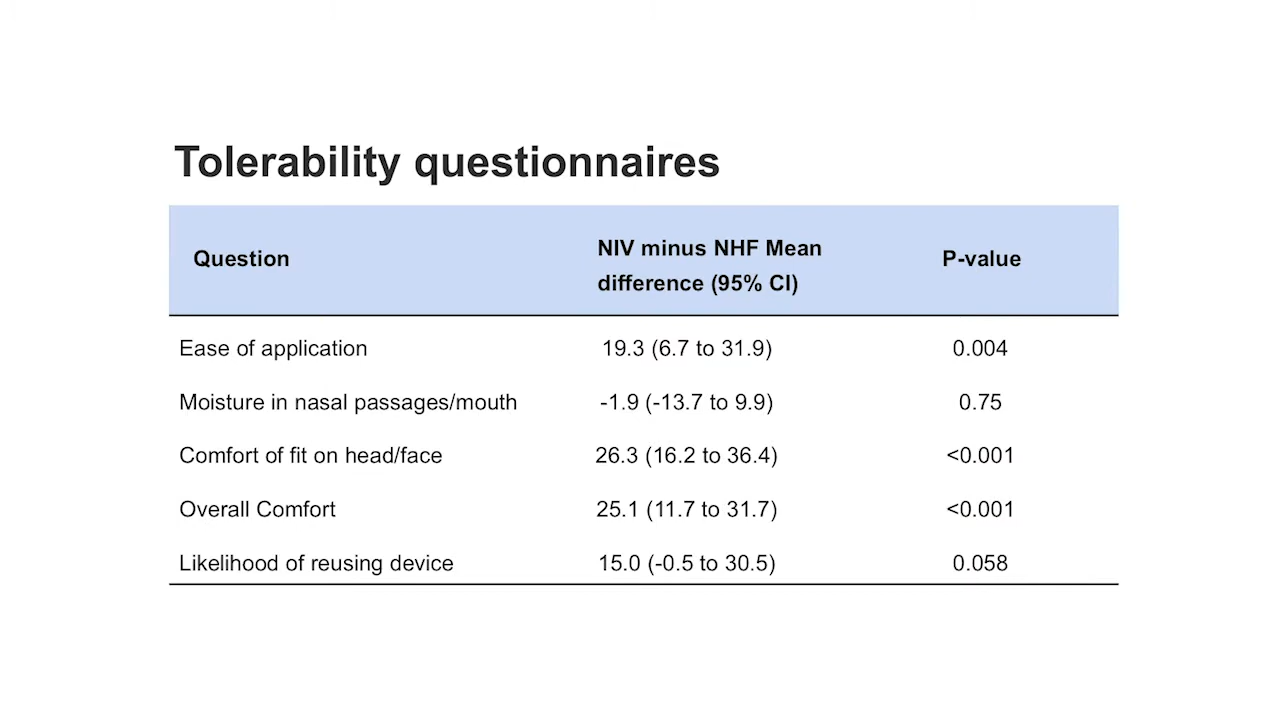 Tolerability questionnaires
Question NIV minus NHF Mean difference (95% CI) P-value
Ease of application 19.3 (6.7 to 31.9) 0.004
Moisture in nasal passages/mouth -1.9 (-13.7 to 9.9) 0.75
Comfort of fit on head/face 26.3 (16.2 to 36.4) <0.001
Overall Comfort 25.1 (11.7 to 31.7) <0.001
Likelihood of reusing device 15.0 (-0.5 to 30.5) 0.058